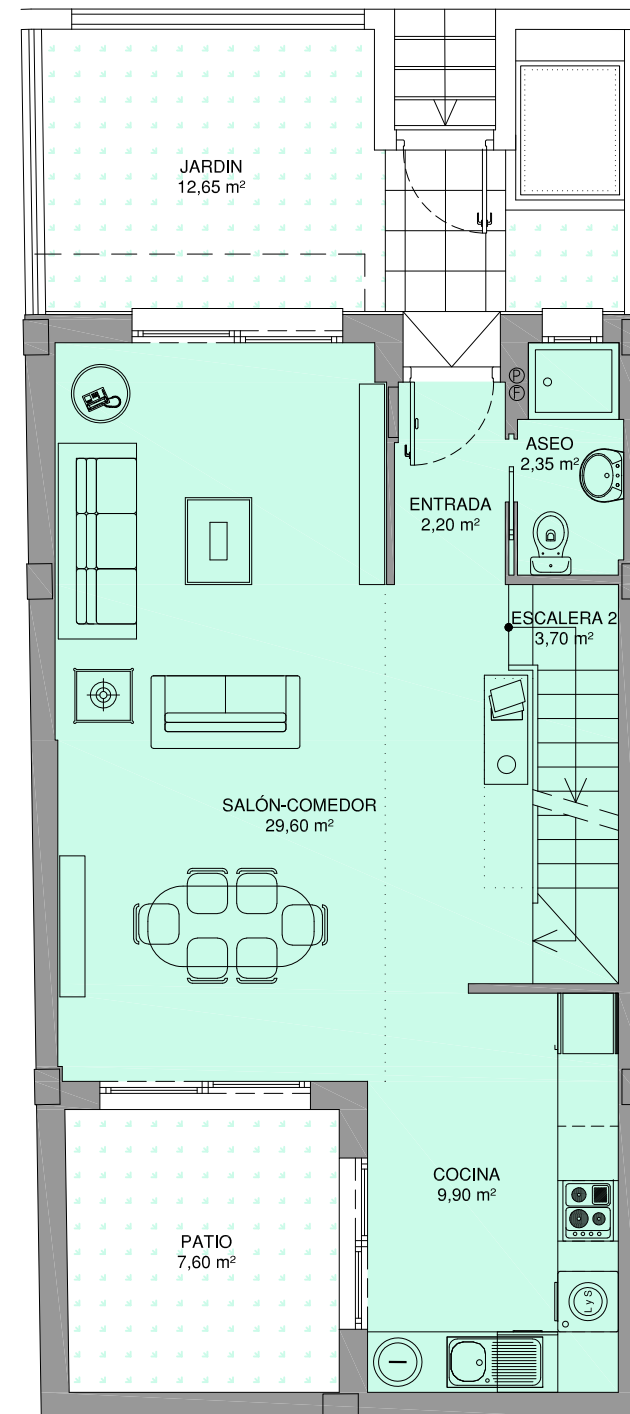 JARDIN
12,65 m²
P
F
ASEO
2,35 m²
ENTRADA
2,20 m²
ESCALERA 2
3,70 m²
SALÓN-COMEDOR
29,60 m²
COCINA
9,90 m²
PATIO
7,60 m²
LyS